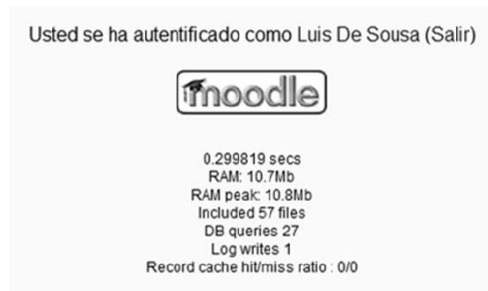 Usted se ha autentificado como Luis De Sousa (Salir)
moodle
0.299819 secs
RAM: 10.7Mb
RAM peak: 10.8Mb
Included 57 files
DB queries 27
Log writes 1
Record cache hit/miss ratio : 0/0